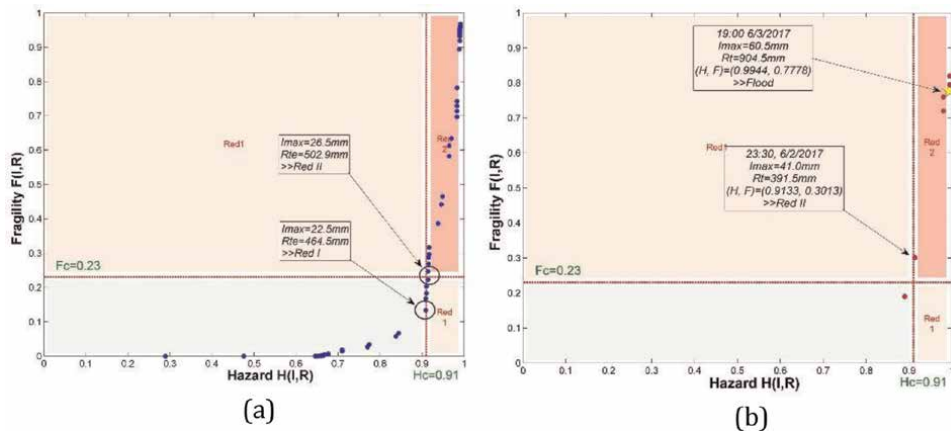 1
0.9
0.8
0.7
0.6
0.5
0.4
0.3
0.2
0.1
0
Fragility F(I,R)
Red1
Red
2
Imax=26.5mm
Rte=502.9mm
>>Red II
Imax=22.5mm
Rte=464.5mm
>>Red I
Fc=0.23
Red
1
0 0.1 0.2 0.3 0.4 0.5 0.6 0.7 0.8 0.9 1
Hazard H(I,R)
Hc=0.91
(a)
1
0.9
0.8
0.7
0.6
0.5
0.4
0.3
0.2
0.1
0
Fragility F(I,R)
19:00 6/3/2017
Imax=60.5mm
Rt=904.5mm
(H, F)=(0.9944, 0.7778)
>>Flood
Red
2
23:30, 6/2/2017
Imax=41.0mm
Rt=391.5mm
(H, F)=(0.9133, 0.3013)
>>Red II
Fc=0.23
Red
1
0 0.1 0.2 0.3 0.4 0.5 0.6 0.7 0.8 0.9
Hazard H(I,R)
Hc=0.91
(b)